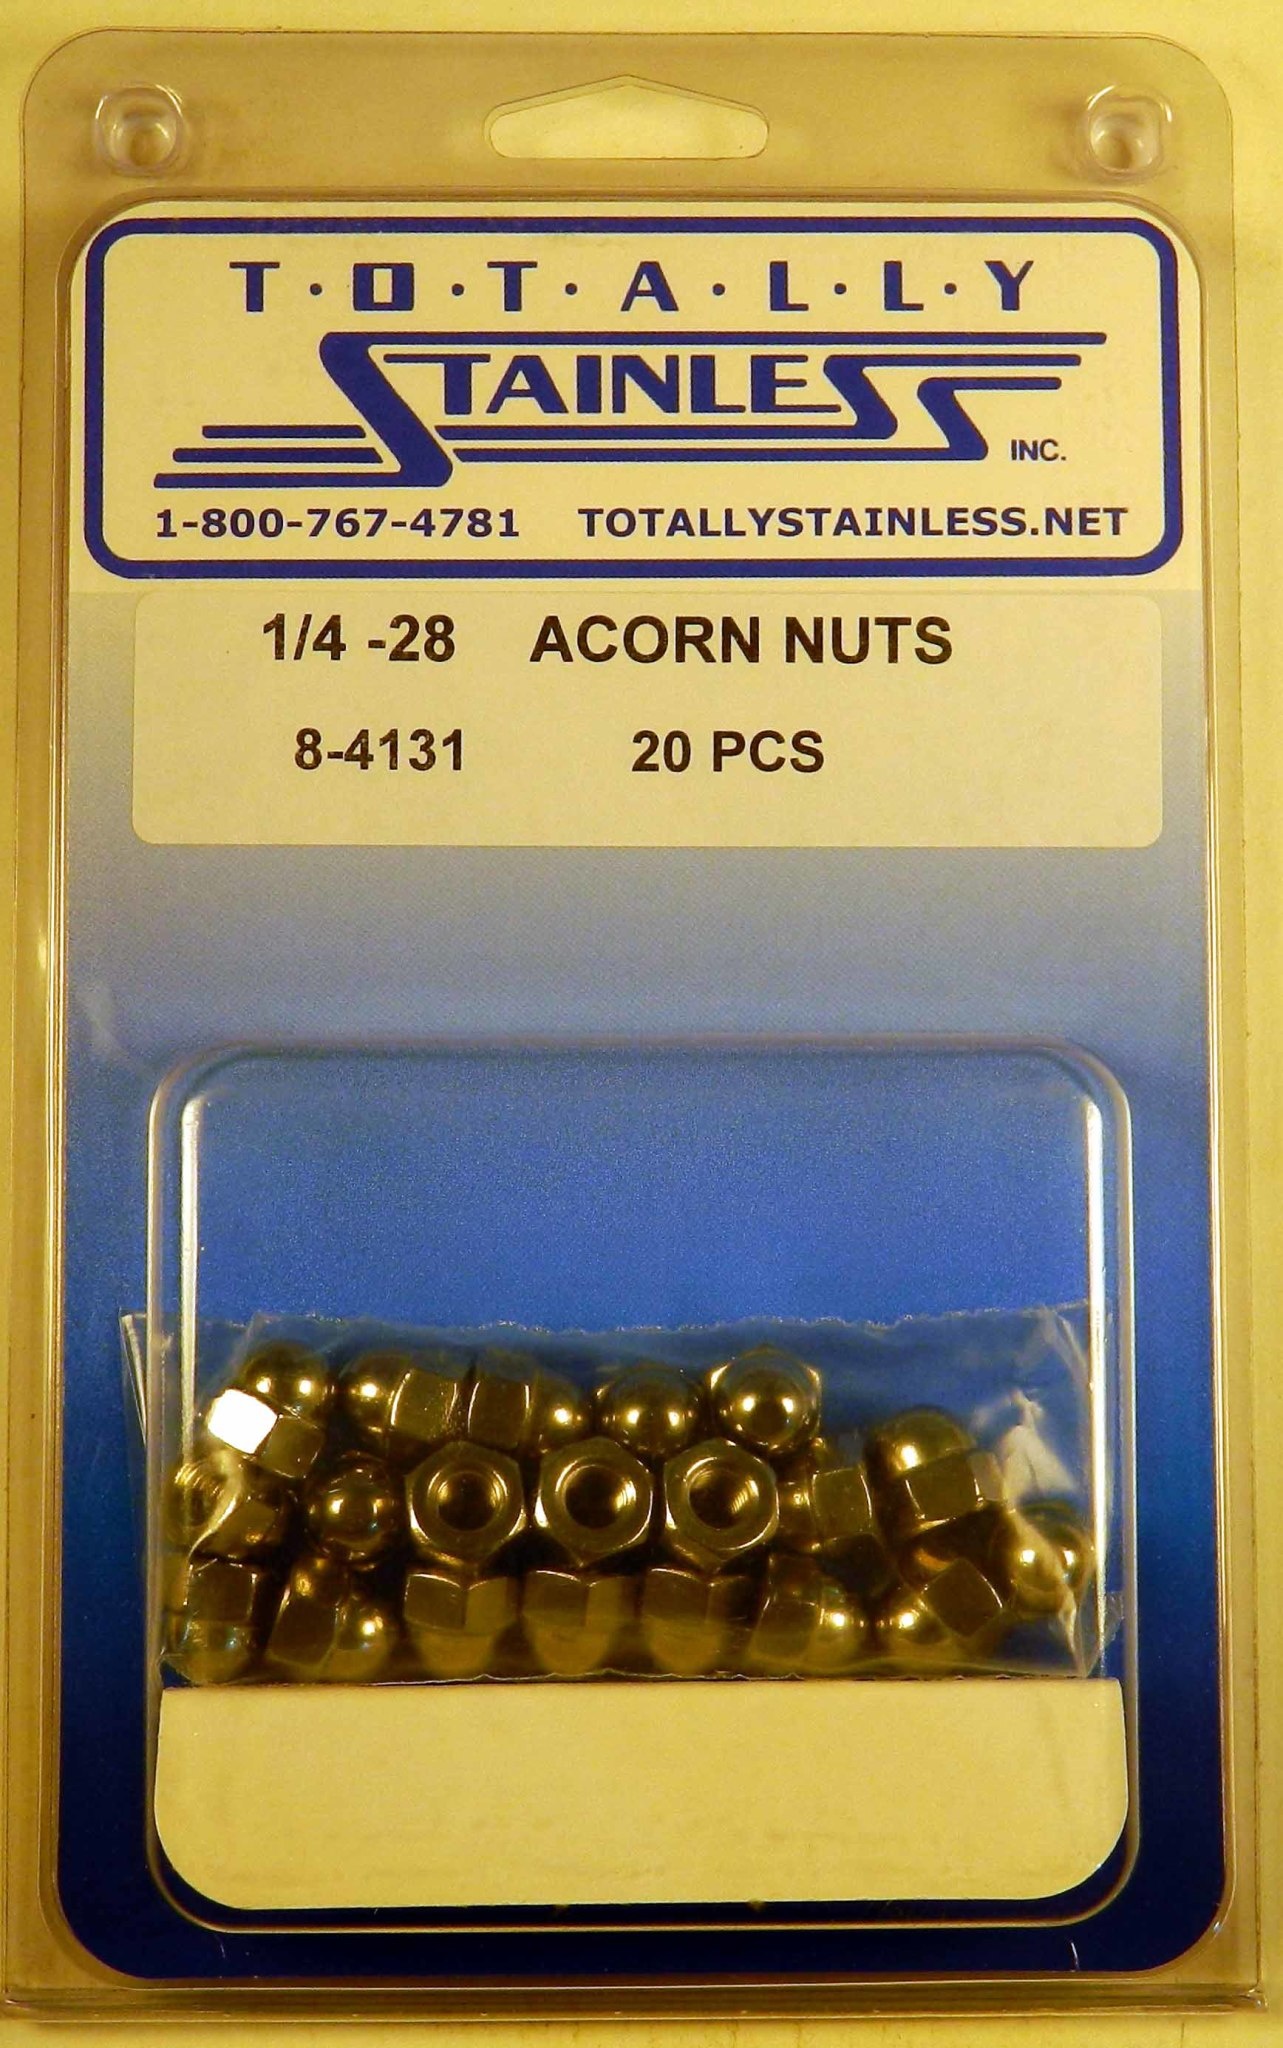 T·O·T·A·L·L·Y
STAINLESS INC.
1-800-767-4781 TOTALLYSTAINLESS.NET
1/4 -28 ACORN NUTS
8-4131 20 PCS